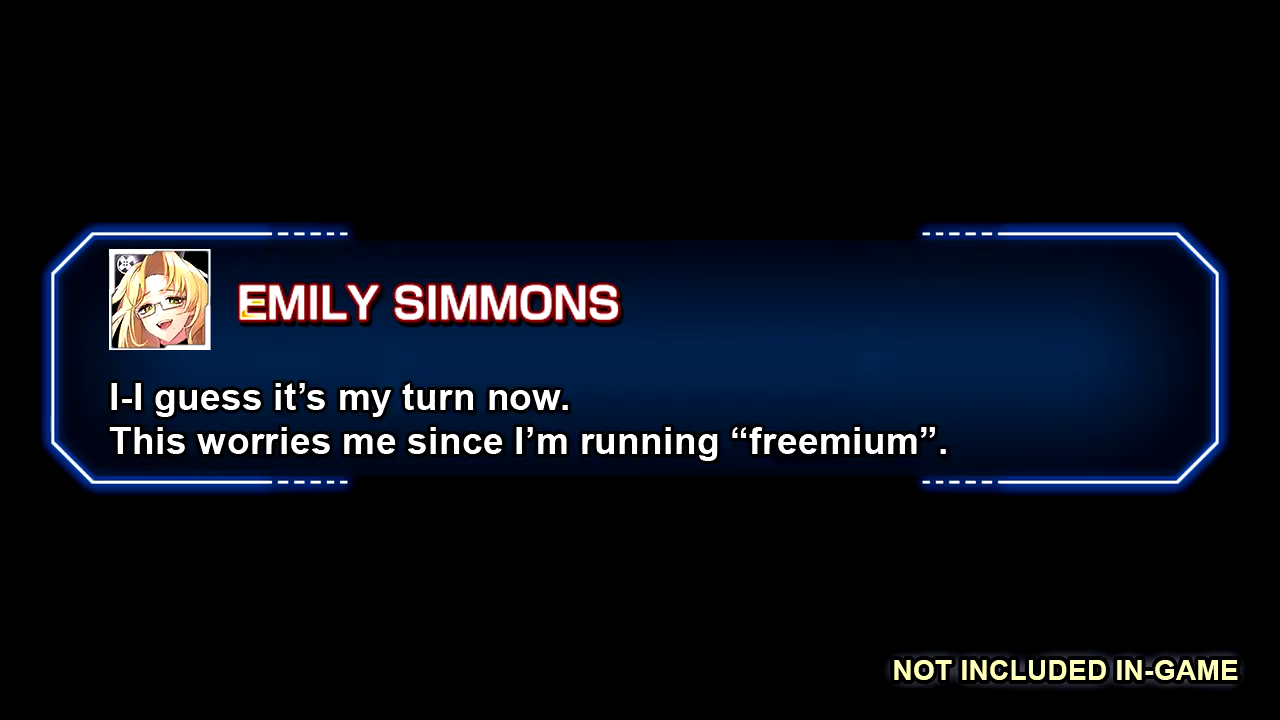 EMILY SIMMONS
I-I guess it’s my turn now.
This worries me since I’m running “freemium”.
NOT INCLUDED IN-GAME